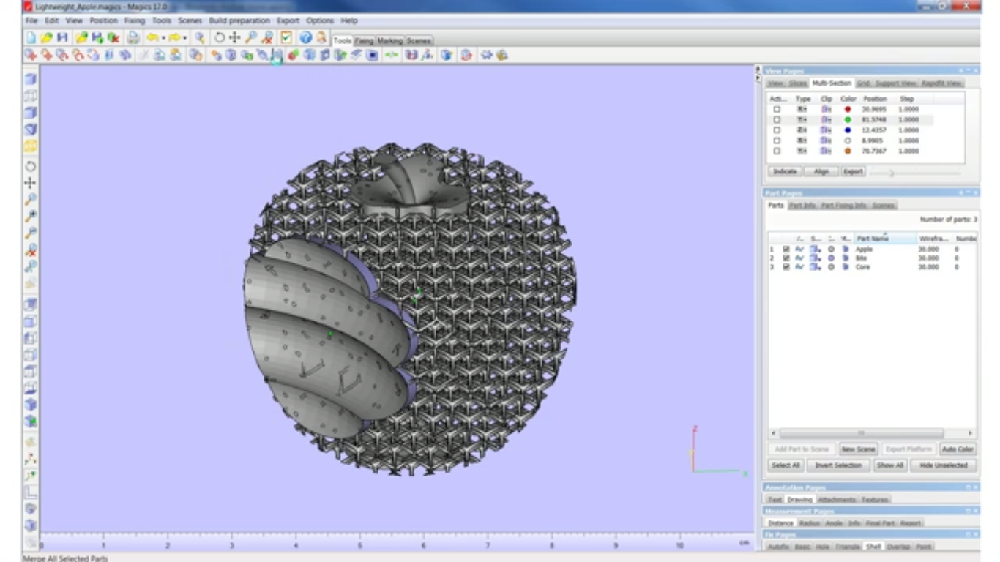 Lightweight_Apple.magics - Magics 17.0
File Edit View Position Fixing Tools Scenes Build preparation Export Options Help
Tools Fixing Marking Scenes
View Pages
View Slices Multi-Section Grid Support View Rapidfit View
Acti... Type Clip Color Position Step
30.9695 1.0000
81.5748 1.0000
12.4357 1.0000
8.9905 1.0000
70.7367 1.0000
Indicate Align Export
Part Pages
Parts Part Info Part Fixing Info Scenes
Number of parts: 3
/... S... ... Vi... Part Name Wirefra... Numbe
1 Apple 30.000 0
2 Bite 30.000 0
3 Core 30.000 0
Add Part to Scene New Scene Export Platform Auto Color
Select All Invert Selection Show All Hide Unselected
Z
X
Annotation Pages
Text Drawing Attachments Textures
Measurement Pages
Distance Radius Angle Info Final Part Report
Fix Pages
Autofix Basic Hole Triangle Shell Overlap Point
0 1 2 3 4 5 6 7 8 9 10 cm
Merge All Selected Parts